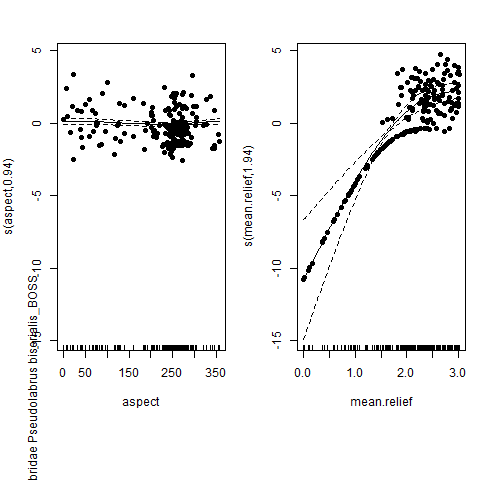 bridae Pseudolabrus biserialis_BOSS
s(aspect,0.94)
5
0
-5
-10
-15
0 50 150 250 350
aspect
s(mean.relief,1.94)
5
0
-5
-10
-15
0.0 1.0 2.0 3.0
mean.relief